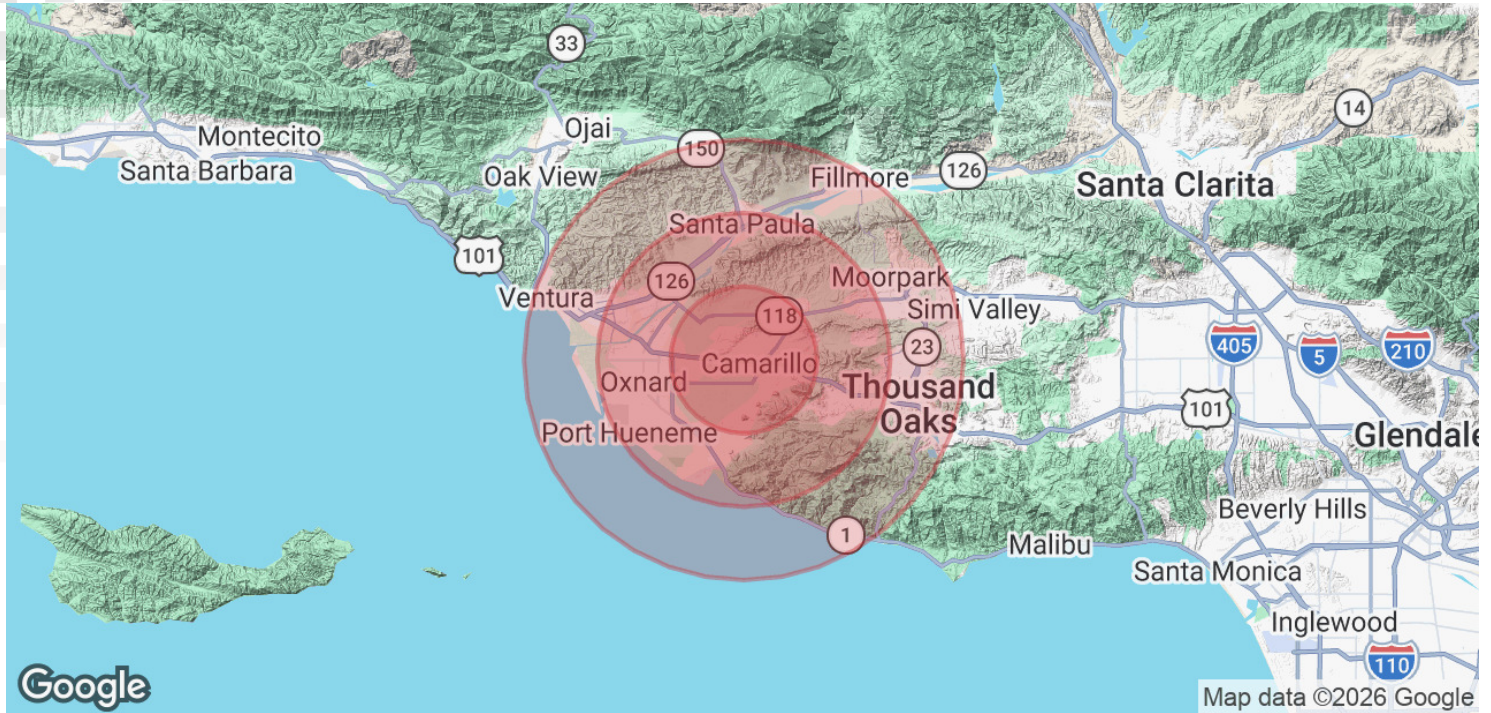 33
14
Ojai
Montecito
150
Santa Barbara
Oak View
Fillmore
126
Santa Clarita
Santa Paula
101
126
Moorpark
Ventura
118
Simi Valley
405
5
210
23
Camarillo
Oxnard
Thousand
Oaks
101
Port Hueneme
Glendale
Beverly Hills
1
Malibu
Santa Monica
Inglewood
110
Google
Map data ©2026 Google